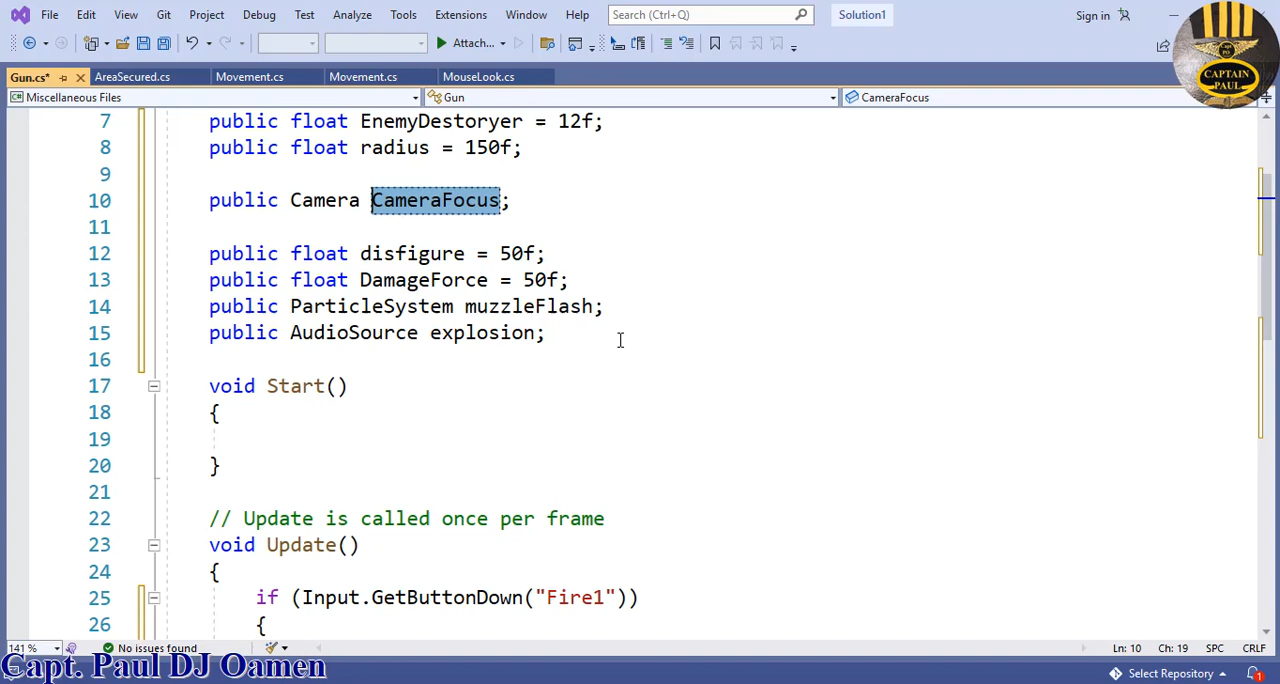 File Edit View Git Project Debug Test Analyze Tools Extensions Window Help Search (Ctrl+Q) Solution1 Sign in
Attach...
Gun.cs* AreaSecured.cs Movement.cs Movement.cs MouseLook.cs
CAPTAIN
PAUL
C# Miscellaneous Files Gun CameraFocus
7 public float EnemyDestoryer = 12f;
8 public float radius = 150f;
9
10 public Camera CameraFocus;
11
12 public float disfigure = 50f;
13 public float DamageForce = 50f;
14 public ParticleSystem muzzleFlash;
15 public AudioSource explosion;
16
17 void Start()
18 {
19
20 }
21
22 // Update is called once per frame
23 void Update()
24 {
25 if (Input.GetButtonDown("Fire1"))
26 {
141 % No issues found Ln: 10 Ch: 19 SPC CRLF
Capt. Paul DJ Oamen
Select Repository 1